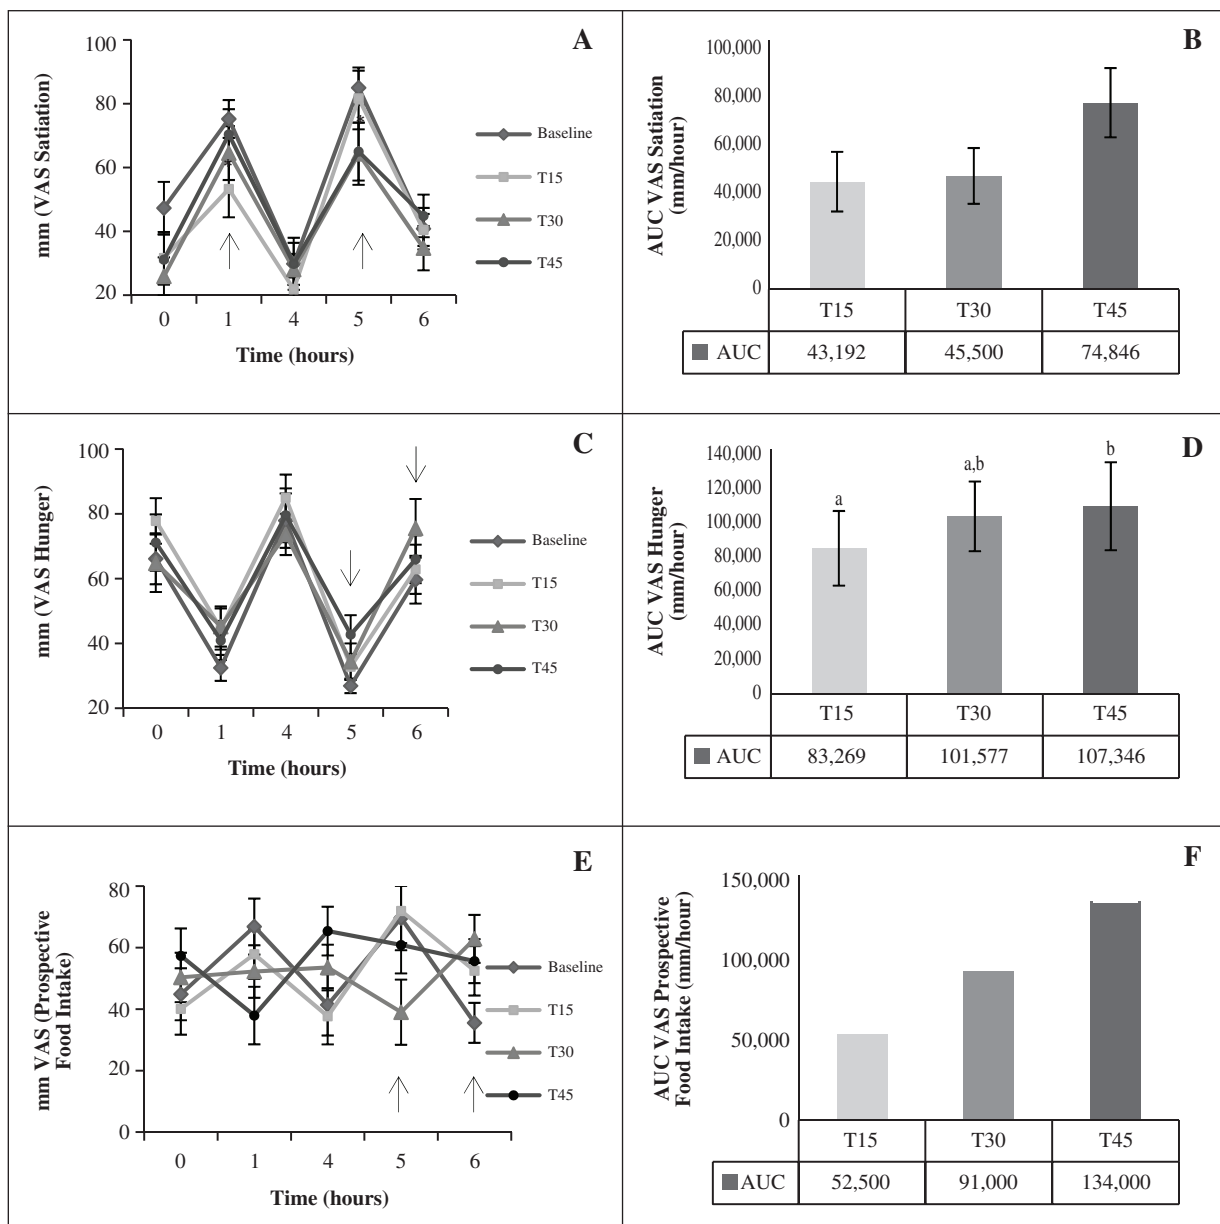 A
100
80
60
40
20
mm (VAS Satiation)
*
*
0 1 4 5 6
Time (hours)
Baseline
T15
T30
T45
B
100,000
80,000
60,000
40,000
20,000
0
AUC VAS Satiation
(mm/hour)
T15 T30 T45
AUC 43,192 45,500 74,846
C
100
80
60
40
20
mm (VAS Hunger)
0 1 4 5 6
Time (hours)
Baseline
T15
T30
T45
D
140,000
120,000
100,000
80,000
60,000
40,000
20,000
0
AUC VAS Hunger
(mm/hour)
a a,b b
T15 T30 T45
AUC 83,269 101,577 107,346
E
80
60
40
20
0
mm VAS (Prospective
Food Intake)
0 1 4 5 6
Time (hours)
Baseline
T15
T30
T45
F
150,000
100,000
50,000
0
AUC VAS Prospective
Food Intake (mm/hour)
T15 T30 T45
AUC 52,500 91,000 134,000